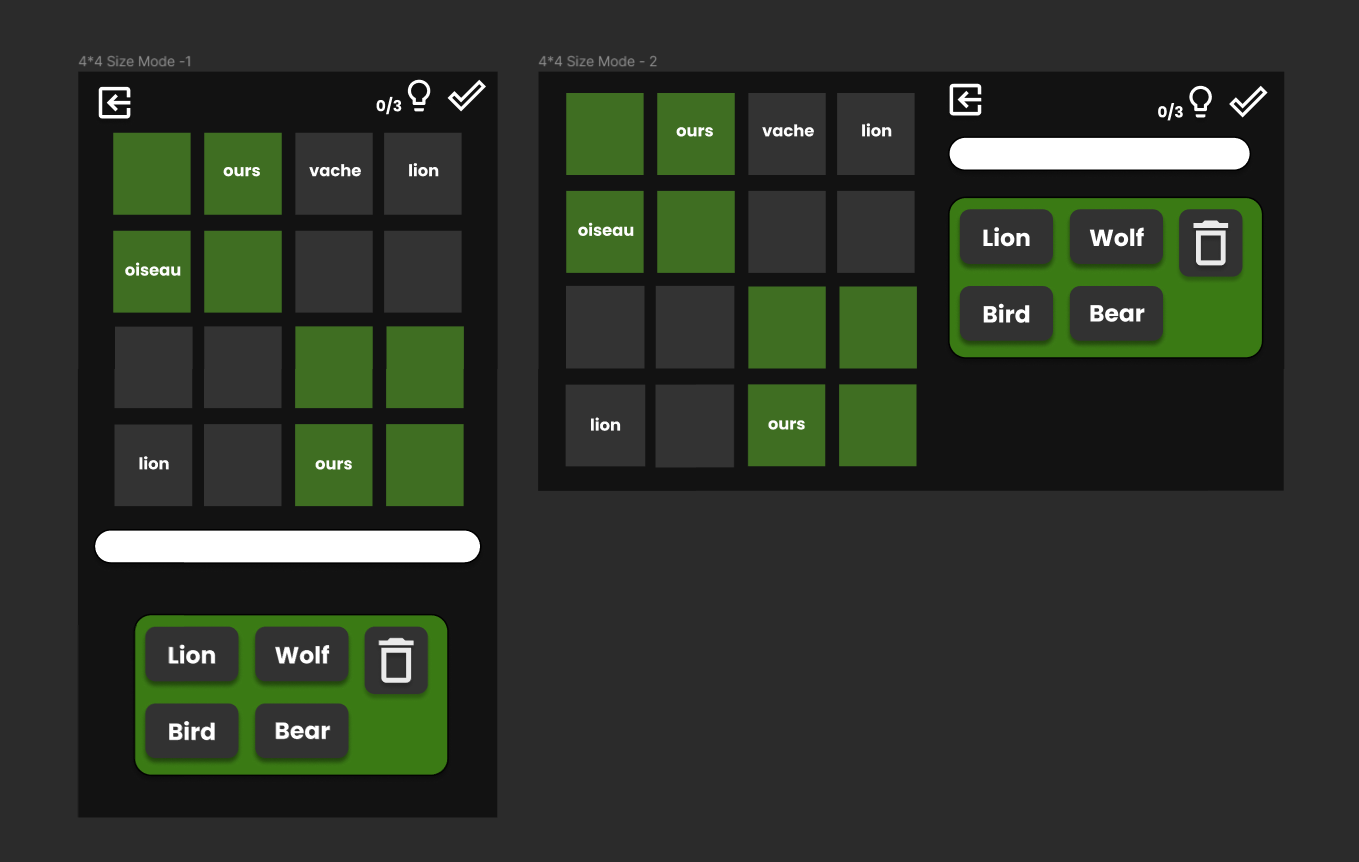 4*4 Size Mode -1
0/3
ours vache lion
oiseau
lion ours
Lion Wolf
Bird Bear
4*4 Size Mode - 2
ours vache lion
oiseau
lion ours
0/3
Lion Wolf
Bird Bear